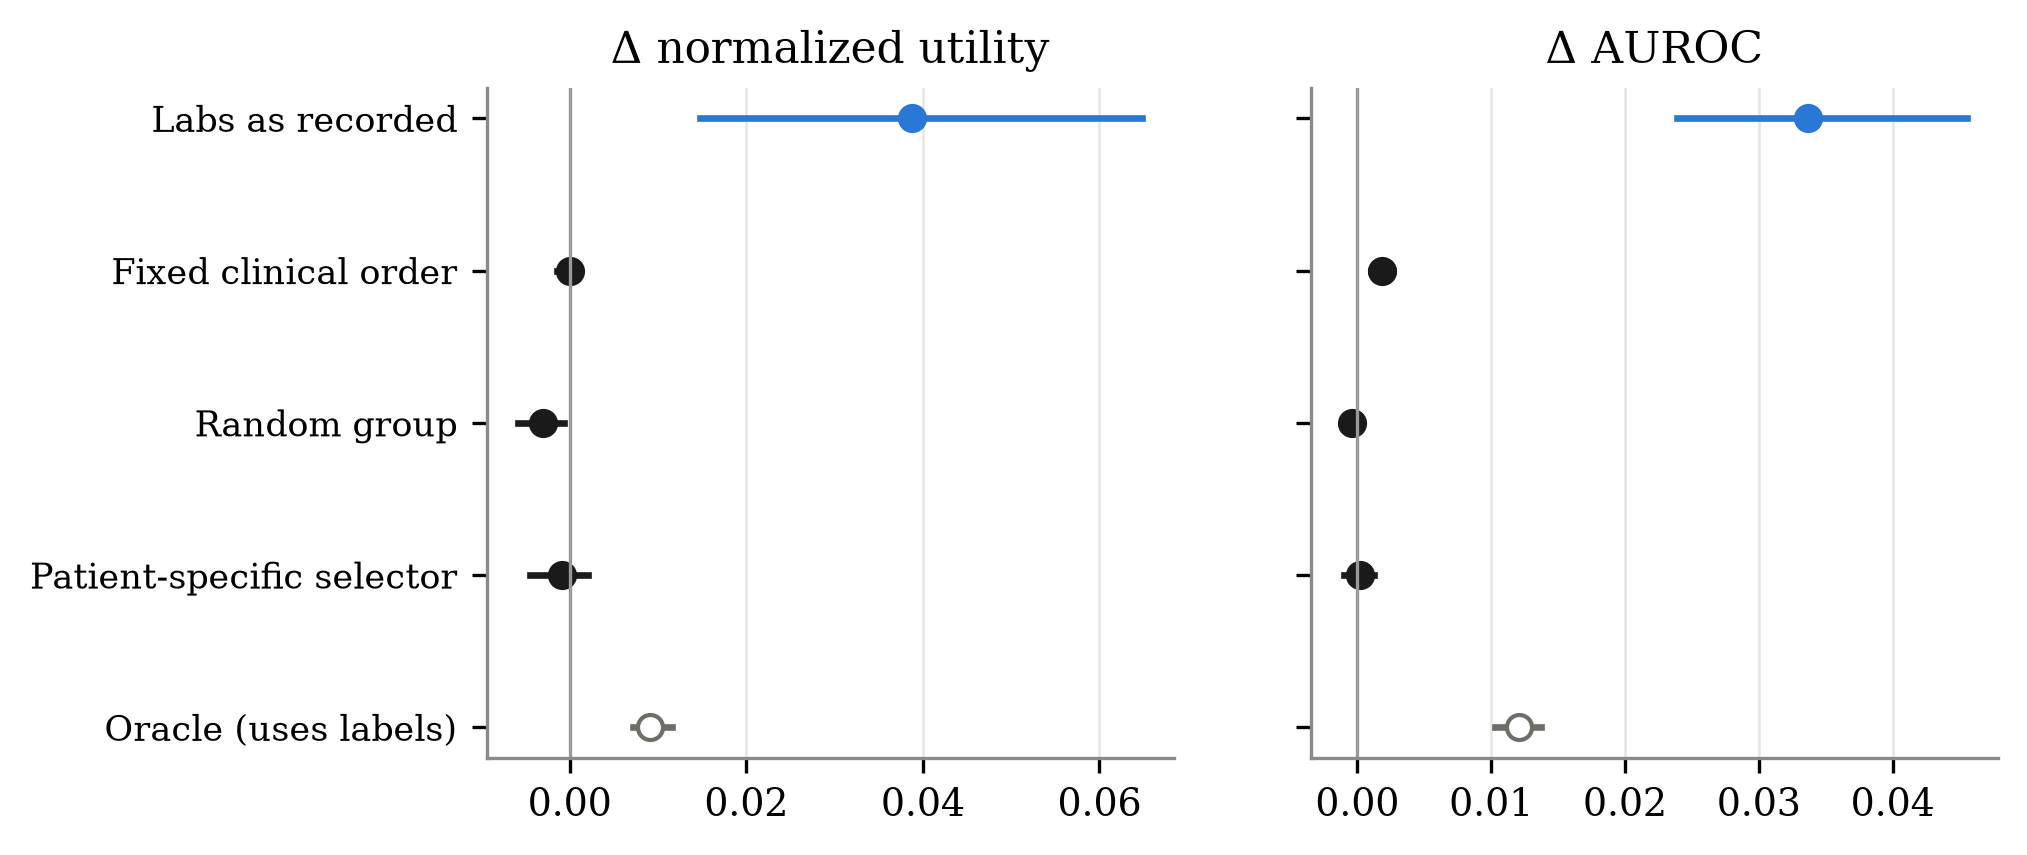 Δ normalized utility
Δ AUROC
Labs as recorded
Fixed clinical order
Random group
Patient-specific selector
Oracle (uses labels)
0.00 0.02 0.04 0.06
0.00 0.01 0.02 0.03 0.04